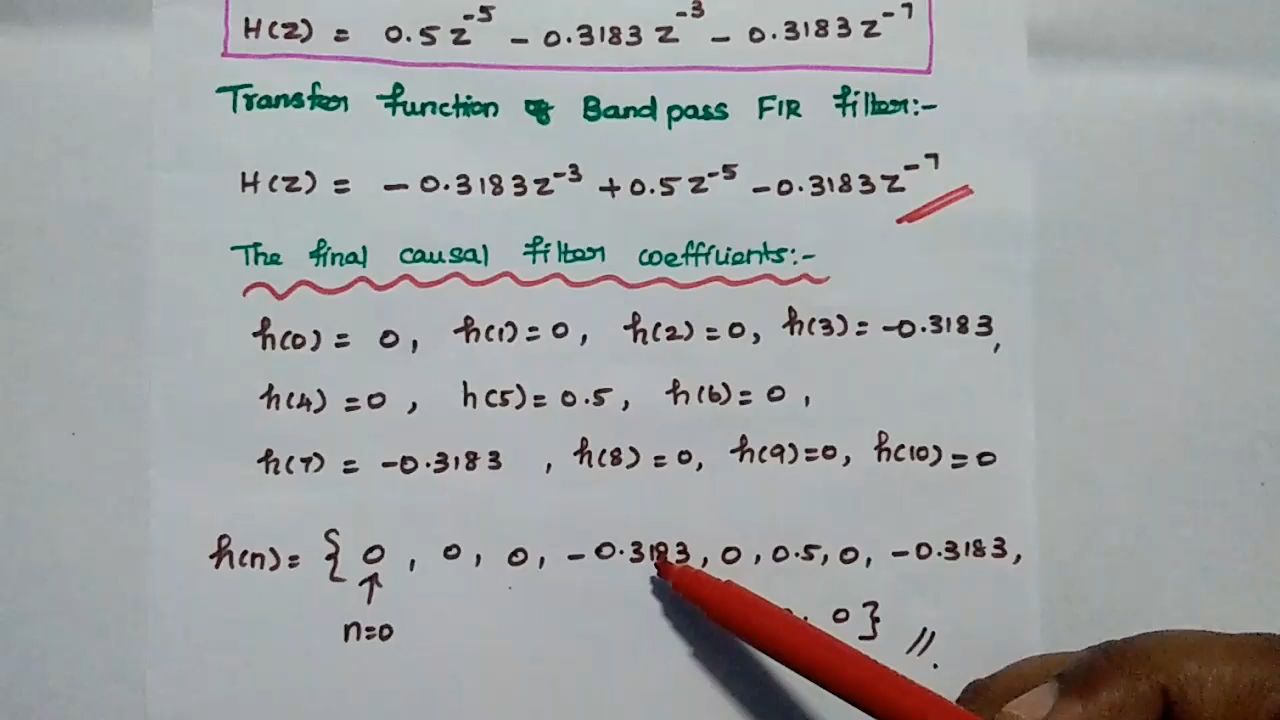 H(z) = 0.5 z⁻⁵ - 0.3183 z⁻³ - 0.3183 z⁻⁷
Transfer function of Bandpass FIR filter:-
H(z) = -0.3183z⁻³ + 0.5z⁻⁵ - 0.3183z⁻⁷
The final causal filter coefficients:-
h(0) = 0, h(1)=0, h(2)=0, h(3)= -0.3183,
h(4) =0, h(5)= 0.5, h(6)= 0,
h(7) = -0.3183, h(8)=0, h(9)=0, h(10)=0
h(n)= { 0, 0, 0, -0.3183, 0, 0.5, 0, -0.3183,
↑ 0 } //.
n=0